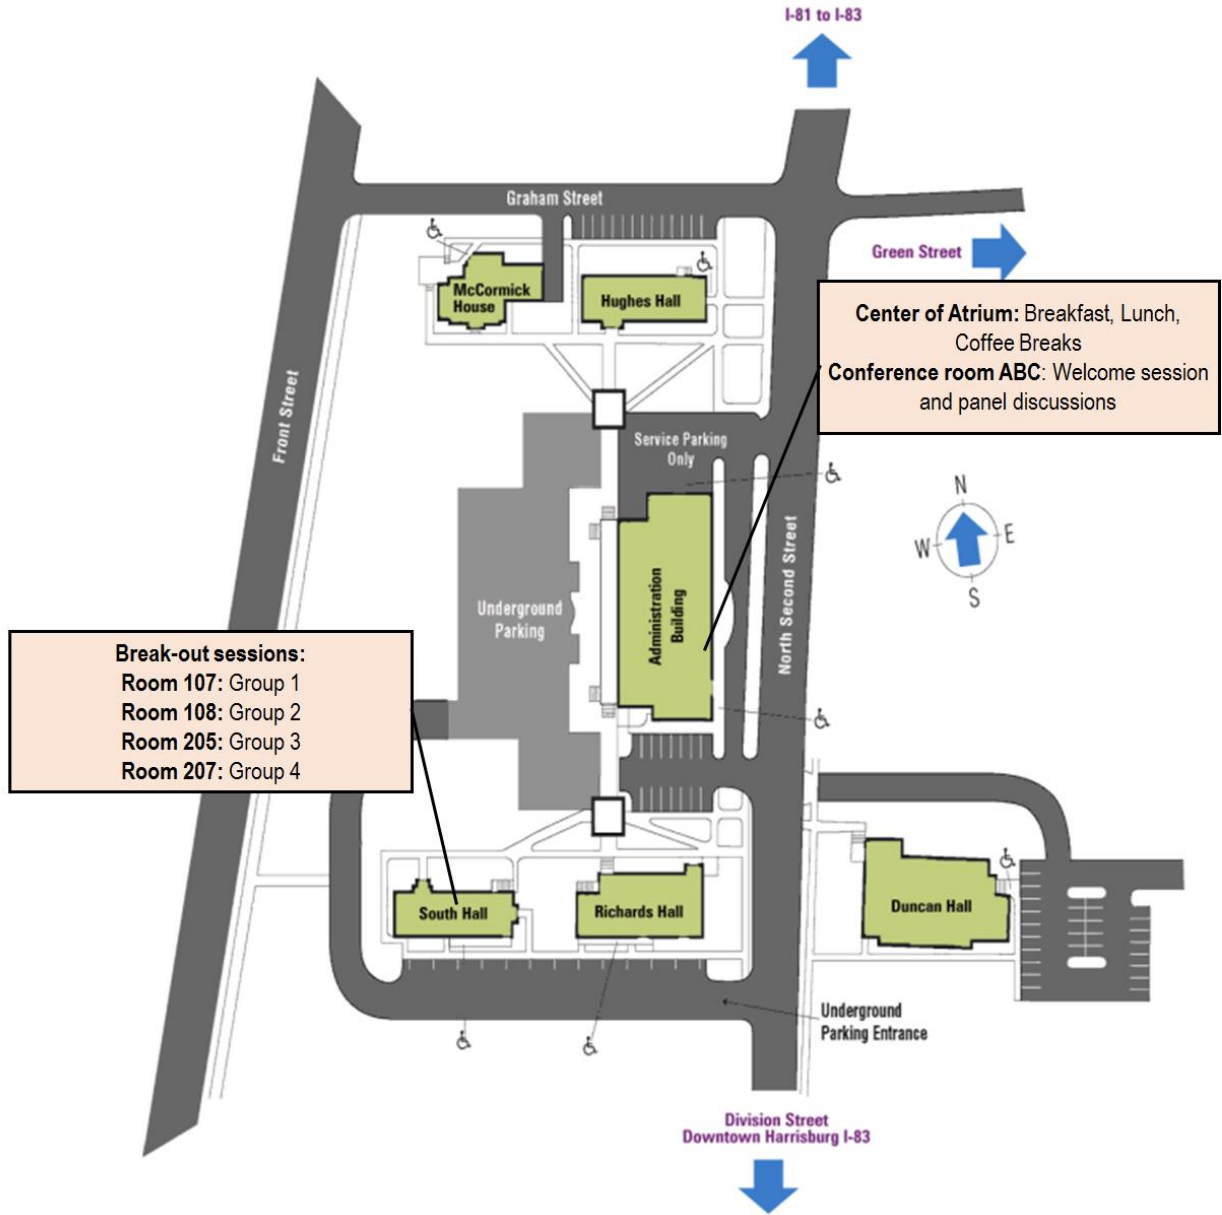 I-81 to I-83
Graham Street
Green Street
McCormick
House
Hughes Hall
Center of Atrium: Breakfast, Lunch,
Coffee Breaks
Conference room ABC: Welcome session
and panel discussions
Front Street
Service Parking
Only
N
W
E
S
North Second Street
Administration
Building
Underground
Parking
Break-out sessions:
Room 107: Group 1
Room 108: Group 2
Room 205: Group 3
Room 207: Group 4
South Hall
Richards Hall
Duncan Hall
Underground
Parking Entrance
Division Street
Downtown Harrisburg I-83